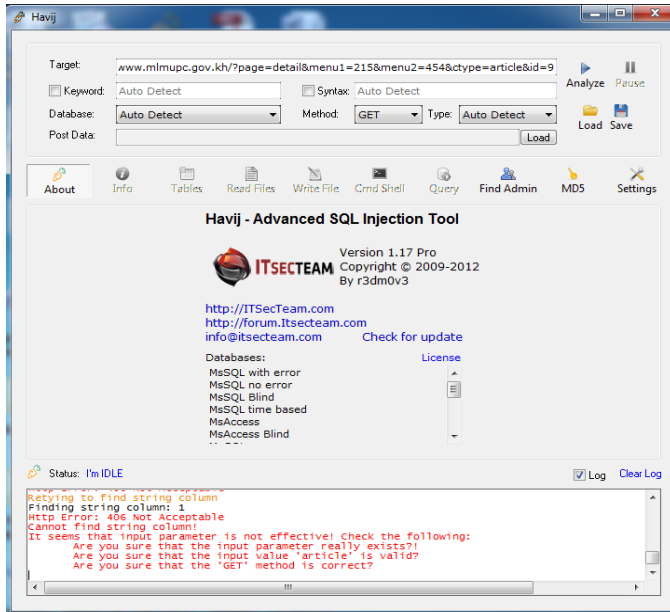 Havij
Target: www.mlmupc.gov.kh/?page=detail&menu1=215&menu2=454&ctype=article&id=9
Analyze Pause
Keyword: Auto Detect Syntax: Auto Detect
Database: Auto Detect Method: GET Type: Auto Detect
Load Save
Post Data: Load
About Info Tables Read Files Write File Cmd Shell Query Find Admin MD5 Settings
Havij - Advanced SQL Injection Tool
ITSECTEAM
Version 1.17 Pro
Copyright © 2009-2012
By r3dm0v3
http://ITSecTeam.com
http://forum.Itsecteam.com
info@itsecteam.com Check for update
Databases: License
MsSQL with error
MsSQL no error
MsSQL Blind
MsSQL time based
MsAccess
MsAccess Blind
Status: I'm IDLE Log Clear Log
Retying to find string column
Finding string column: 1
Http Error: 406 Not Acceptable
Cannot find string column!
It seems that input parameter is not effective! Check the following:
Are you sure that the input parameter really exists?!
Are you sure that the input value 'article' is valid?
Are you sure that the 'GET' method is correct?